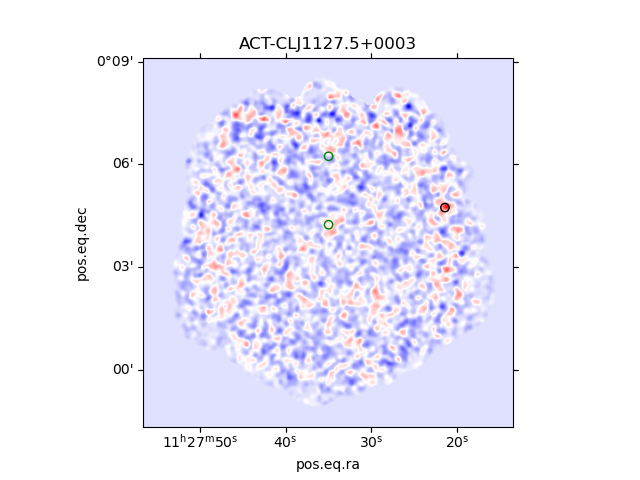 ACT-CLJ1127.5+0003
0°09'
06'
03'
00'
pos.eq.dec
11ʰ27ᵐ50ˢ 40ˢ 30ˢ 20ˢ
pos.eq.ra